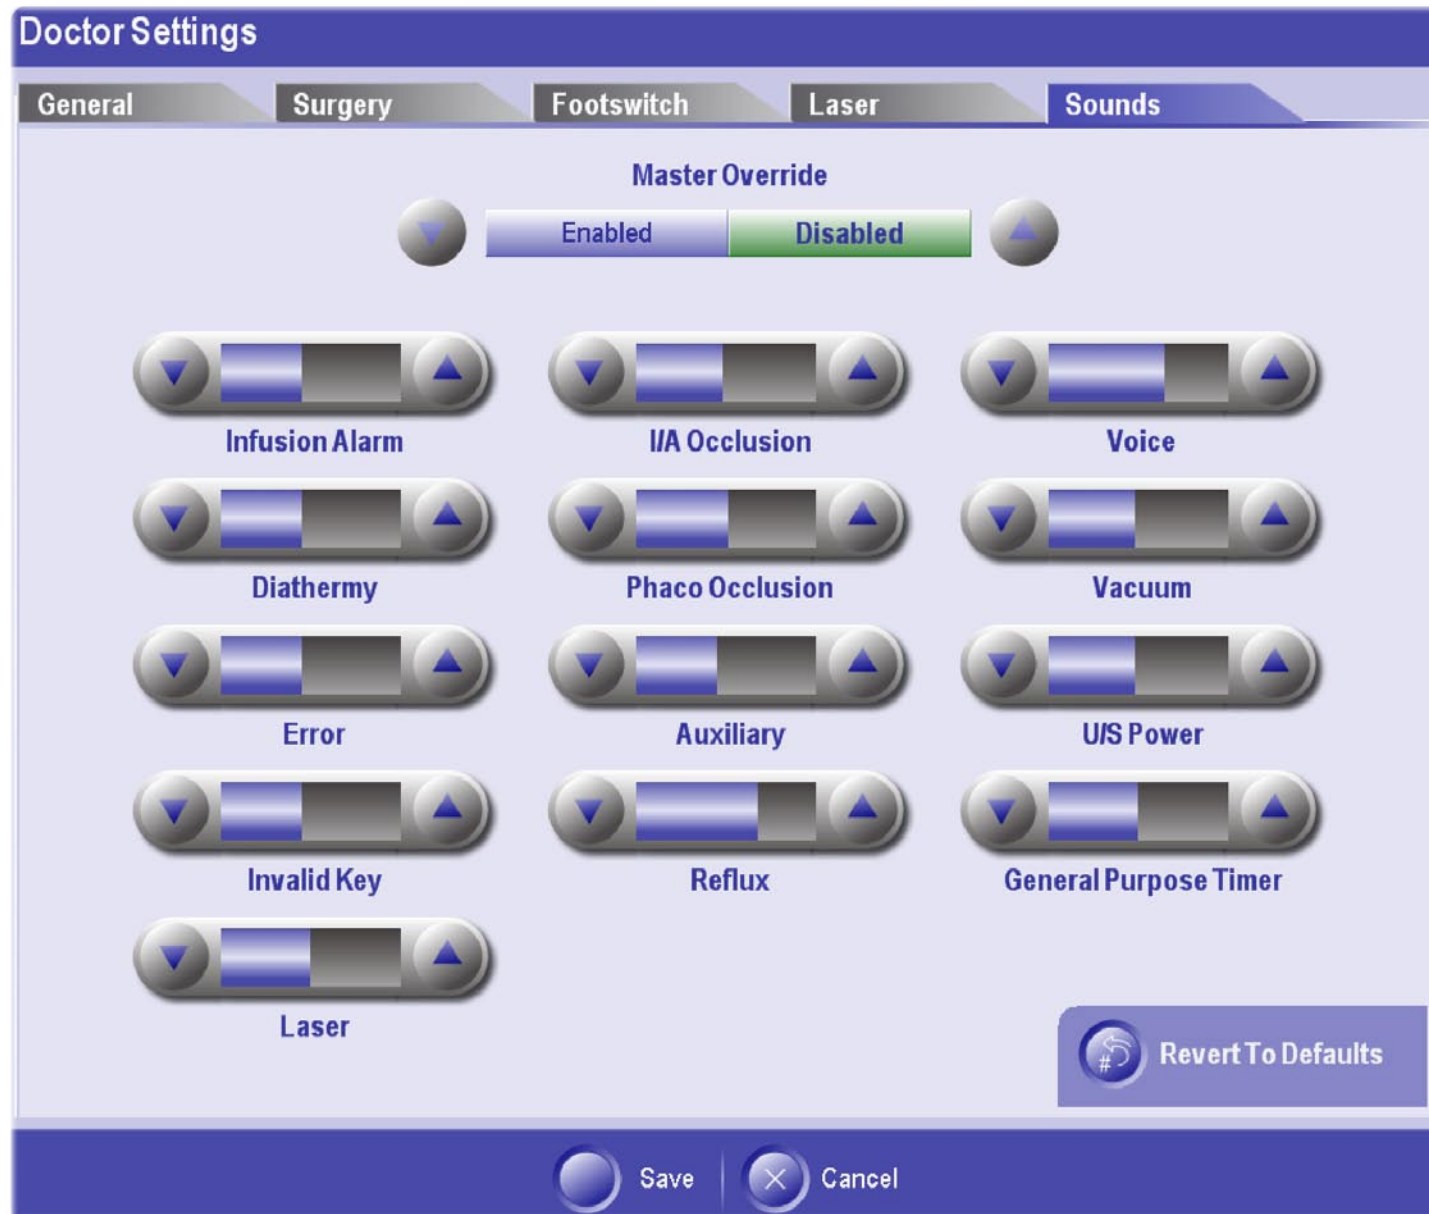 Doctor Settings
General Surgery Footswitch Laser Sounds
Master Override
Enabled Disabled
Infusion Alarm I/A Occlusion Voice
Diathermy Phaco Occlusion Vacuum
Error Auxiliary U/S Power
Invalid Key Reflux General Purpose Timer
Laser
# Revert To Defaults
Save Cancel